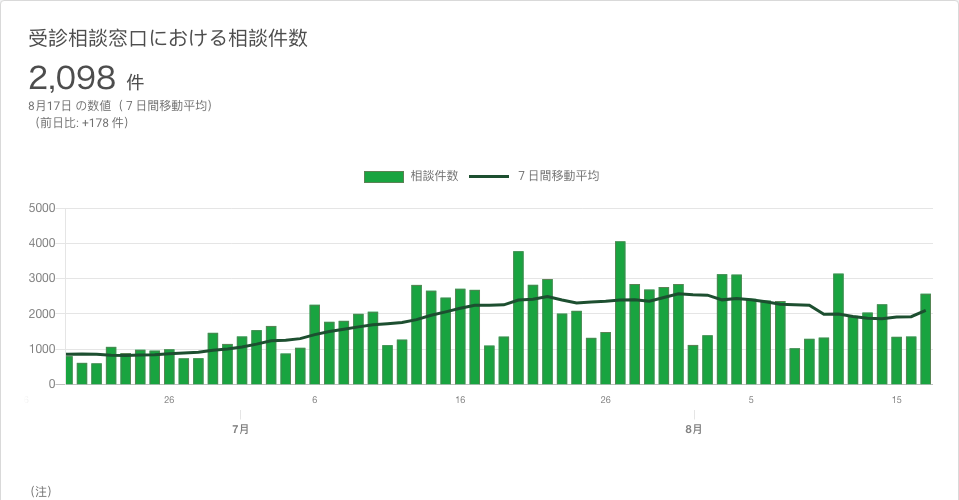 受診相談窓口における相談件数
2,098 件
8月17日 の数値（７日間移動平均）
（前日比: +178 件）
相談件数 ７日間移動平均
5000
4000
3000
2000
1000
0
26 6 16 26 5 15
7月 8月
（注）